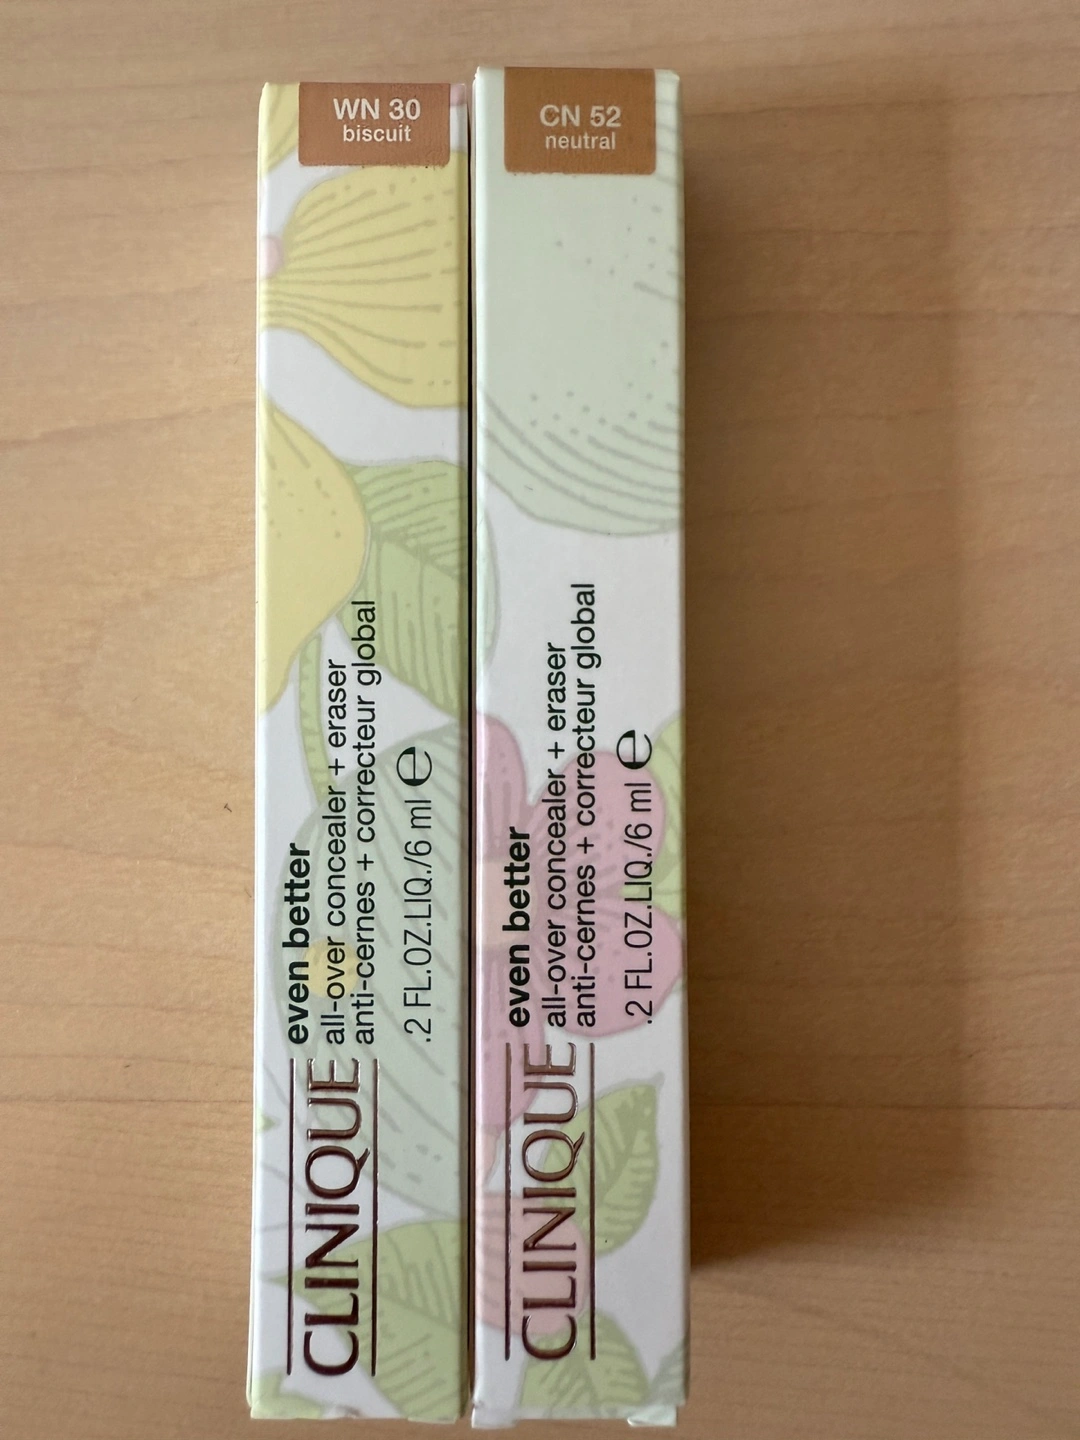 WN 30
biscuit
CLINIQUE
even better
all-over concealer + eraser
anti-cernes + correcteur global
.2 FL.OZ.LIQ./6 ml ℮
CN 52
neutral
CLINIQUE
even better
all-over concealer + eraser
anti-cernes + correcteur global
.2 FL.OZ.LIQ./6 ml ℮